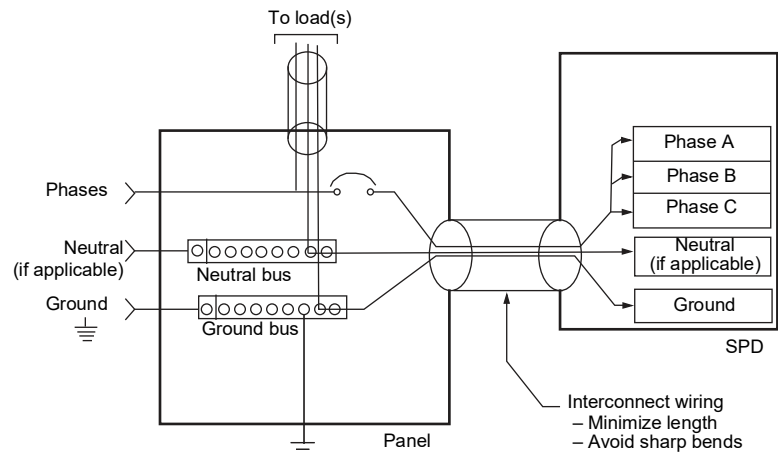 To load(s)
Phases
Neutral
(if applicable)
Ground
Neutral bus
Ground bus
Panel
Phase A
Phase B
Phase C
Neutral
(if applicable)
Ground
SPD
Interconnect wiring
– Minimize length
– Avoid sharp bends